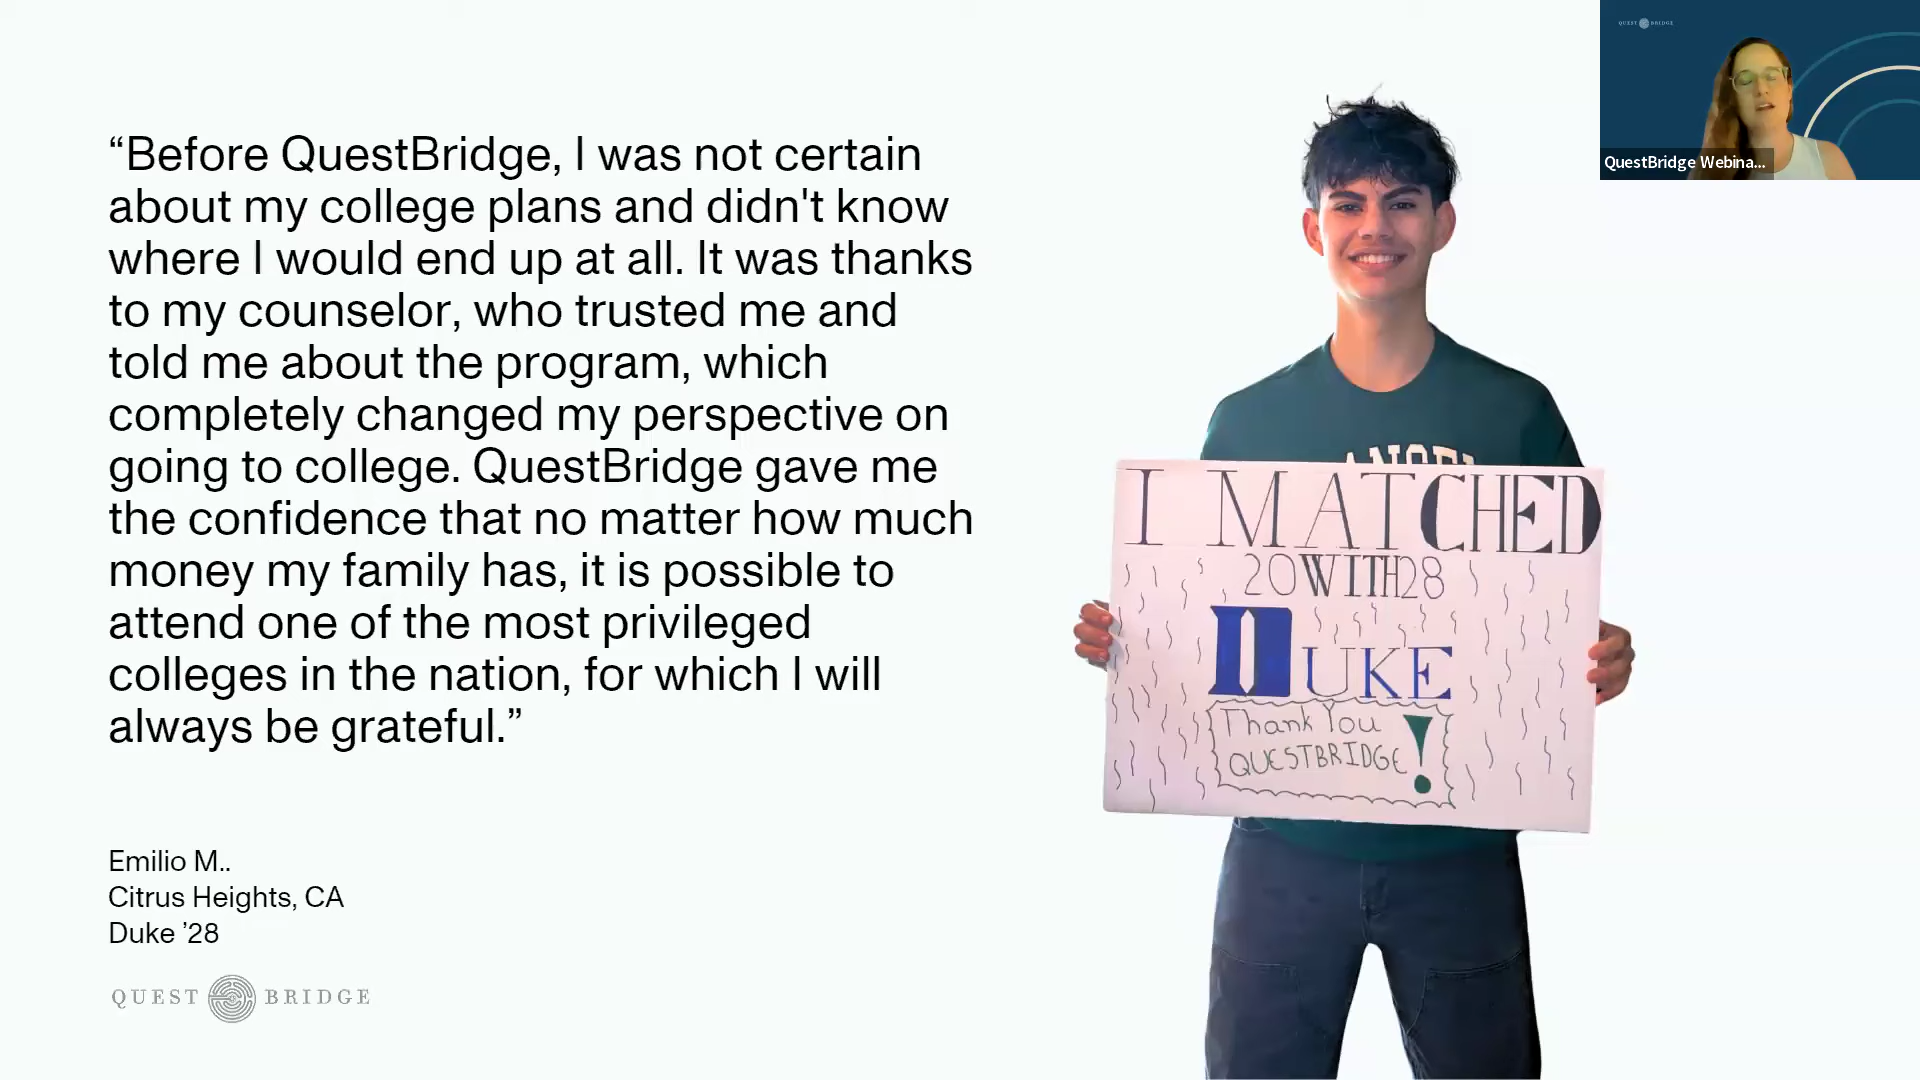 “Before QuestBridge, I was not certain
about my college plans and didn't know
where I would end up at all. It was thanks
to my counselor, who trusted me and
told me about the program, which
completely changed my perspective on
going to college. QuestBridge gave me
the confidence that no matter how much
money my family has, it is possible to
attend one of the most privileged
colleges in the nation, for which I will
always be grateful.”
Emilio M..
Citrus Heights, CA
Duke ’28
QUEST BRIDGE
I MATCHED
20WITH28
D DUKE
Thank You
QUESTBRIDGE!
QUEST BRIDGE
QuestBridge Webina...